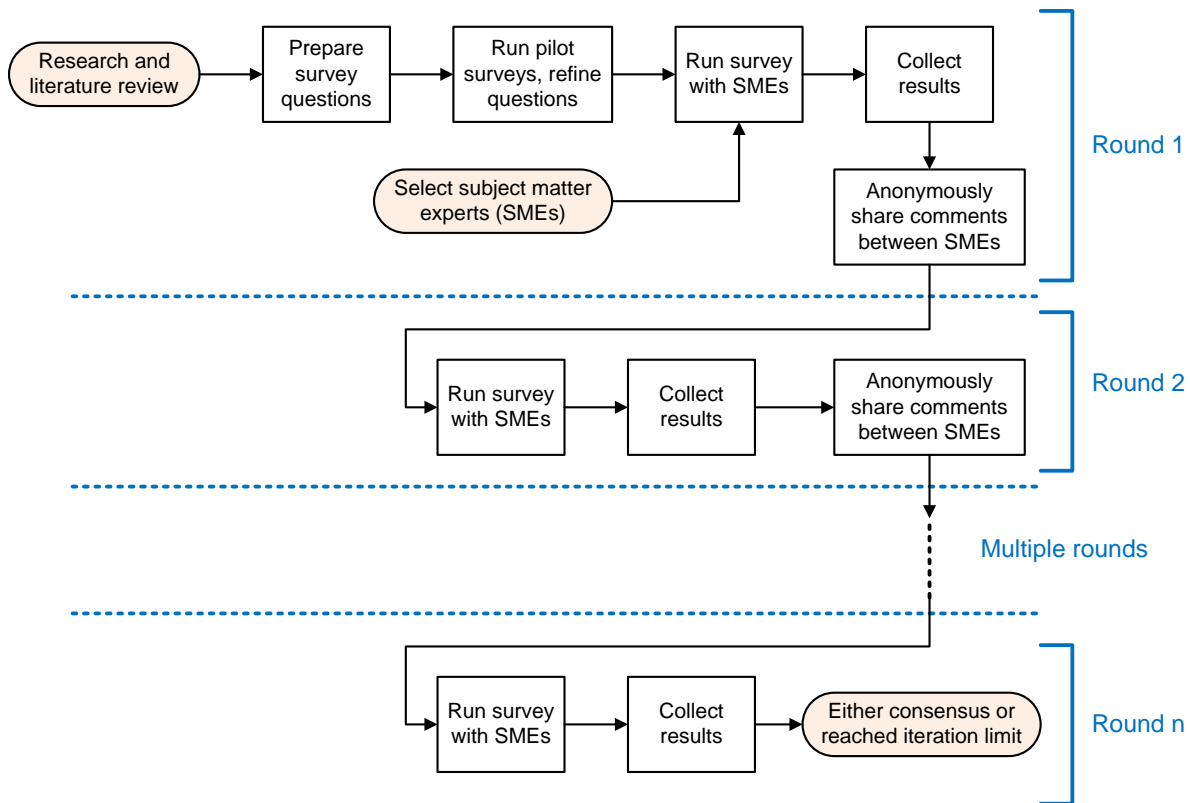 Research and
literature review
Prepare
survey
questions
Run pilot
surveys, refine
questions
Run survey
with SMEs
Collect
results
Round 1
Select subject matter
experts (SMEs)
Anonymously
share comments
between SMEs
Run survey
with SMEs
Collect
results
Anonymously
share comments
between SMEs
Round 2
Multiple rounds
Run survey
with SMEs
Collect
results
Either consensus or
reached iteration limit
Round n